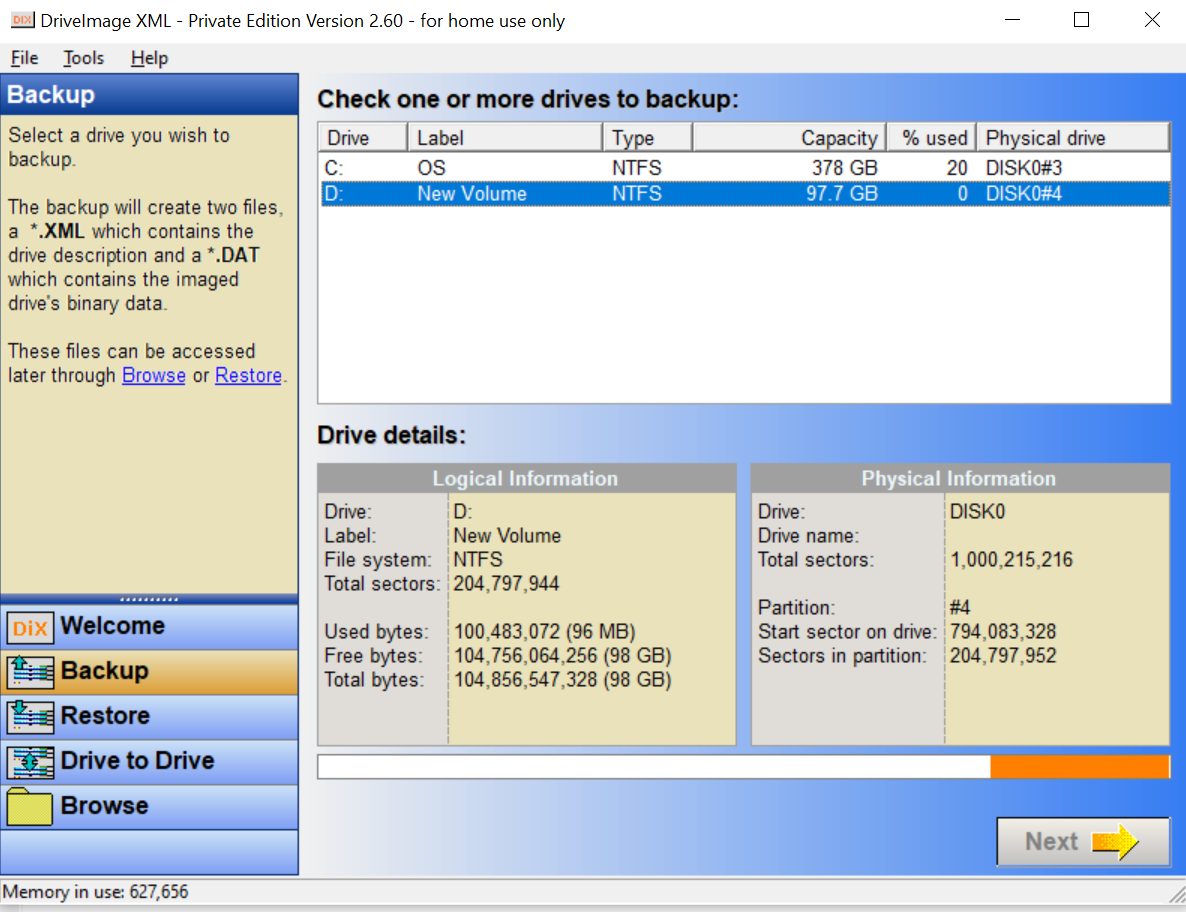 DiX DriveImage XML - Private Edition Version 2.60 - for home use only
File Tools Help
Backup
Select a drive you wish to
backup.
The backup will create two files,
a *.XML which contains the
drive description and a *.DAT
which contains the imaged
drive's binary data.
These files can be accessed
later through Browse or Restore.
DiX Welcome
Backup
Restore
Drive to Drive
Browse
Check one or more drives to backup:
Drive Label Type Capacity % used Physical drive
C: OS NTFS 378 GB 20 DISK0#3
D: New Volume NTFS 97.7 GB 0 DISK0#4
Drive details:
Logical Information
Drive: D:
Label: New Volume
File system: NTFS
Total sectors: 204,797,944
Used bytes: 100,483,072 (96 MB)
Free bytes: 104,756,064,256 (98 GB)
Total bytes: 104,856,547,328 (98 GB)
Physical Information
Drive: DISK0
Drive name:
Total sectors: 1,000,215,216
Partition: #4
Start sector on drive: 794,083,328
Sectors in partition: 204,797,952
Next
Memory in use: 627,656